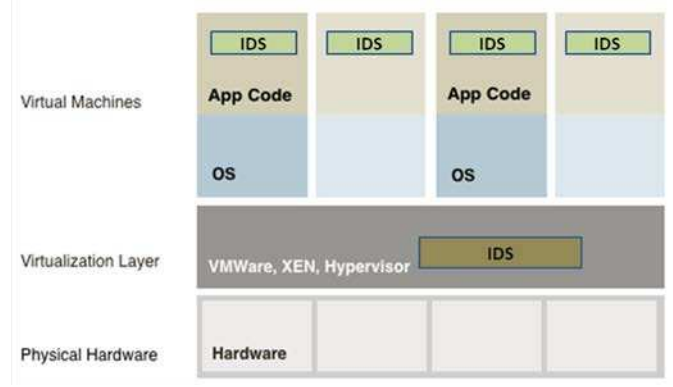 IDS IDS IDS IDS
Virtual Machines
App Code App Code
OS OS
Virtualization Layer
VMWare, XEN, Hypervisor
IDS
Physical Hardware
Hardware